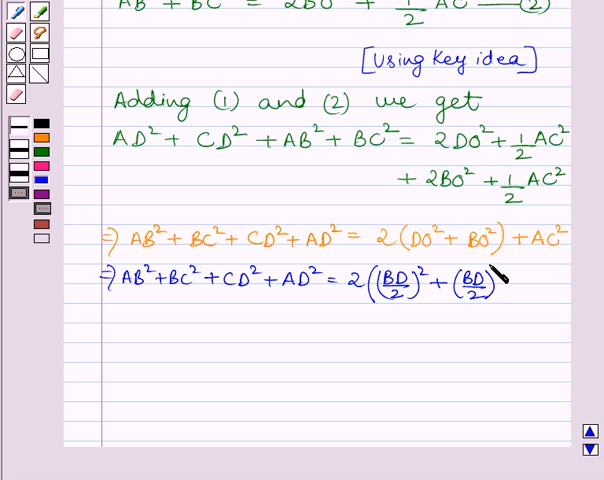 AB² + BC² = 2BO² + 1/2 AC² — (2)
[Using Key idea]
Adding (1) and (2) we get
AD² + CD² + AB² + BC² = 2DO² + 1/2 AC²
+ 2BO² + 1/2 AC²
⇒) AB² + BC² + CD² + AD² = 2(DO² + BO²) + AC²
⇒) AB² + BC² + CD² + AD² = 2((BD/2)² + (BD/2)